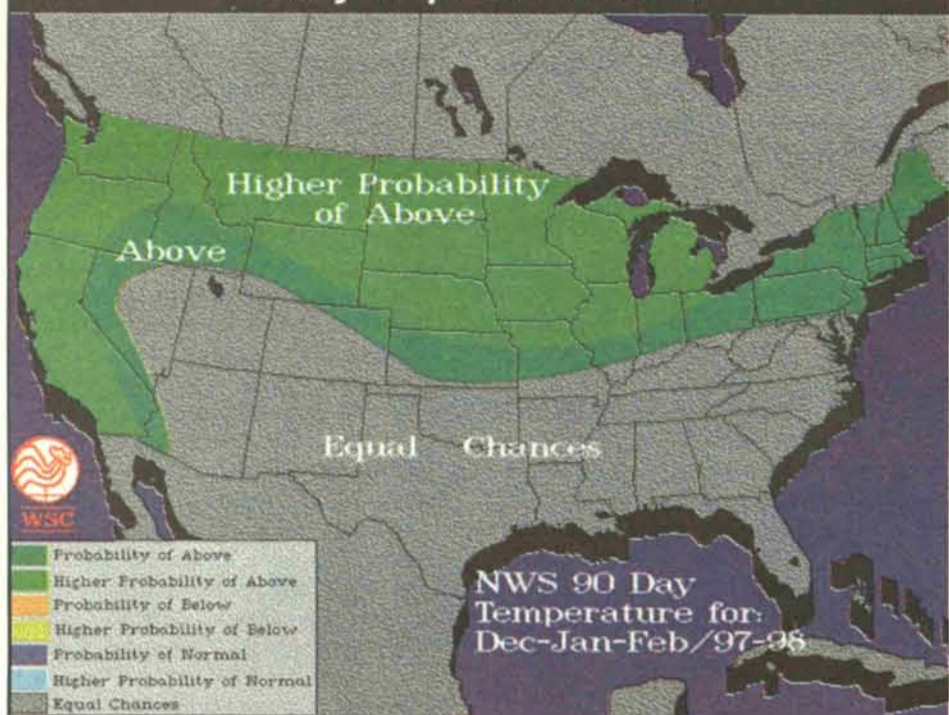 Higher Probability
of Above
Above
Equal Chances
WSC
Probability of Above
Higher Probability of Above
Probability of Below
Higher Probability of Below
Probability of Normal
Higher Probability of Normal
Equal Chances
NWS 90 Day
Temperature for:
Dec-Jan-Feb/97-98